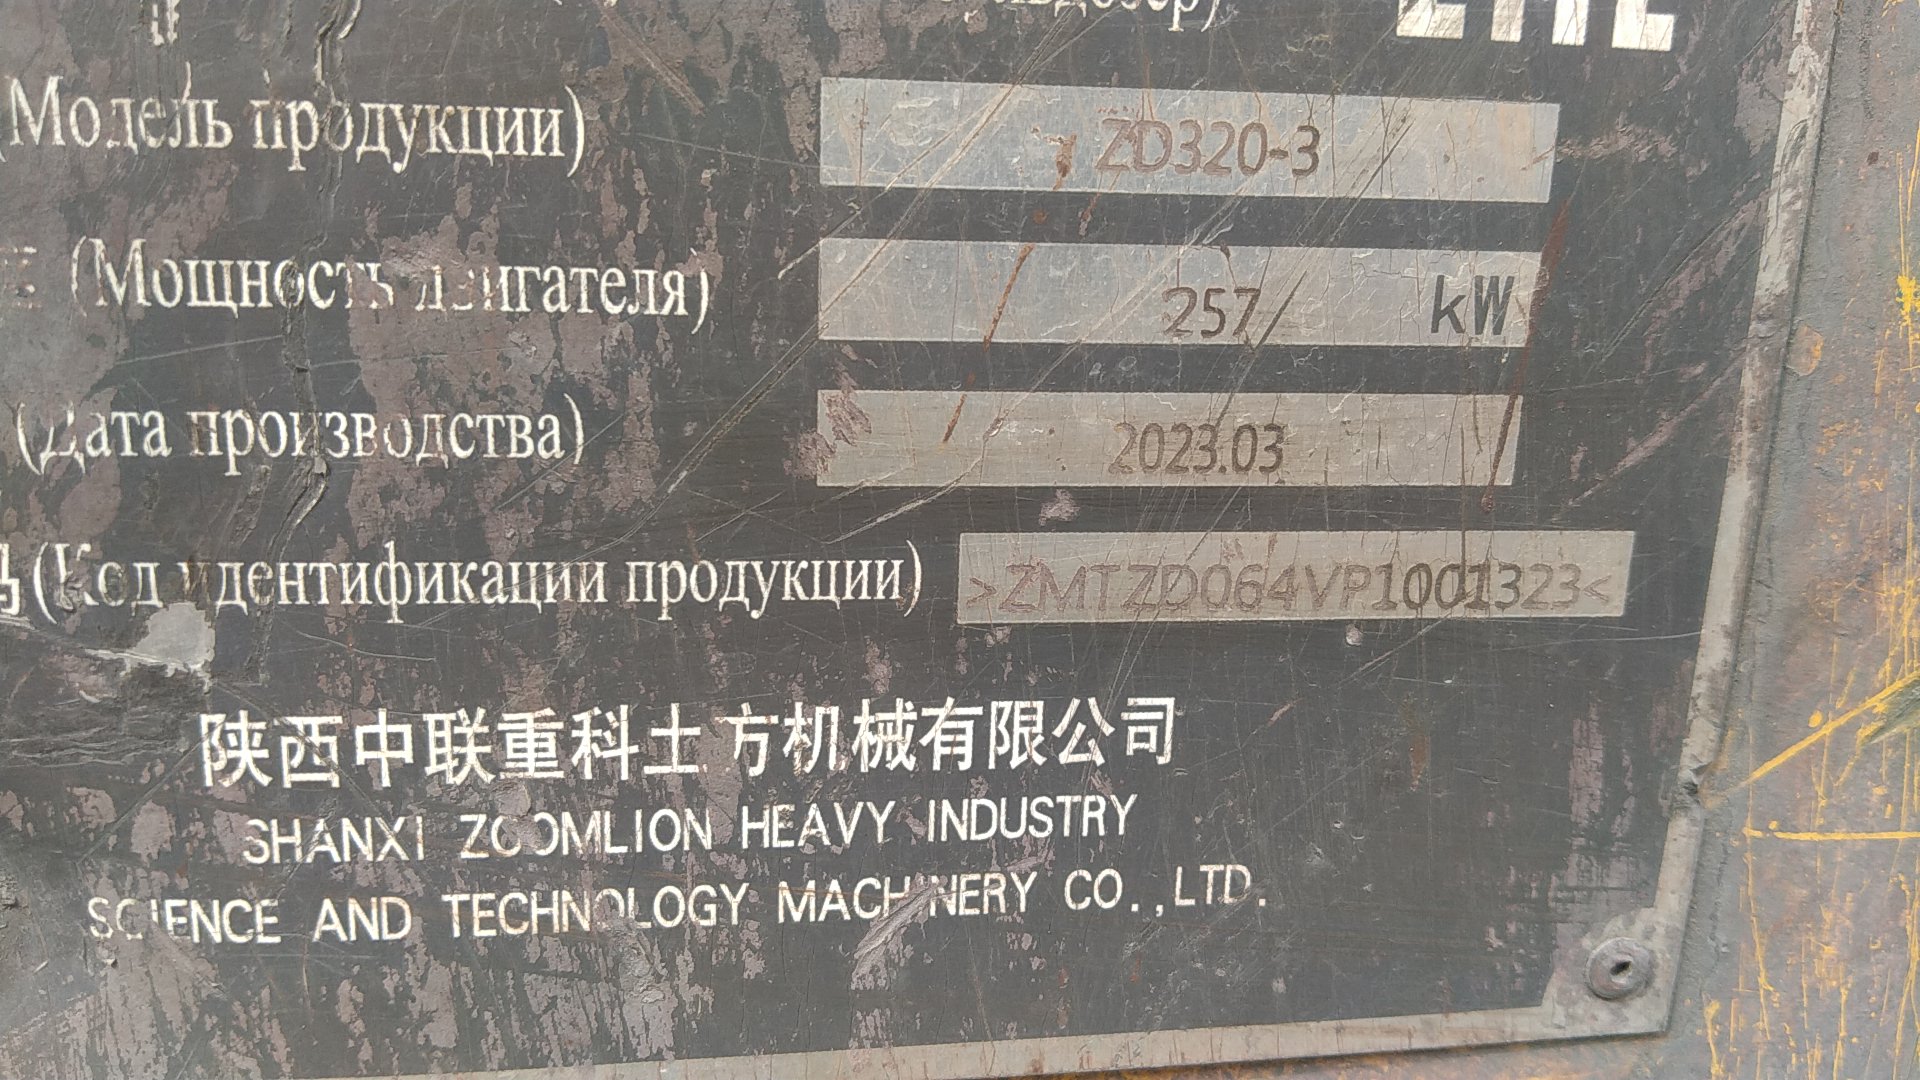 (Модель продукции) ZD320-3
(Мощность двигателя) 257 kW
(Дата производства) 2023.03
(Код идентификации продукции) >ZMTZD064VP1001323<
陕西中联重科土方机械有限公司
SHANXI ZOOMLION HEAVY INDUSTRY
SCIENCE AND TECHNOLOGY MACHINERY CO.,LTD.